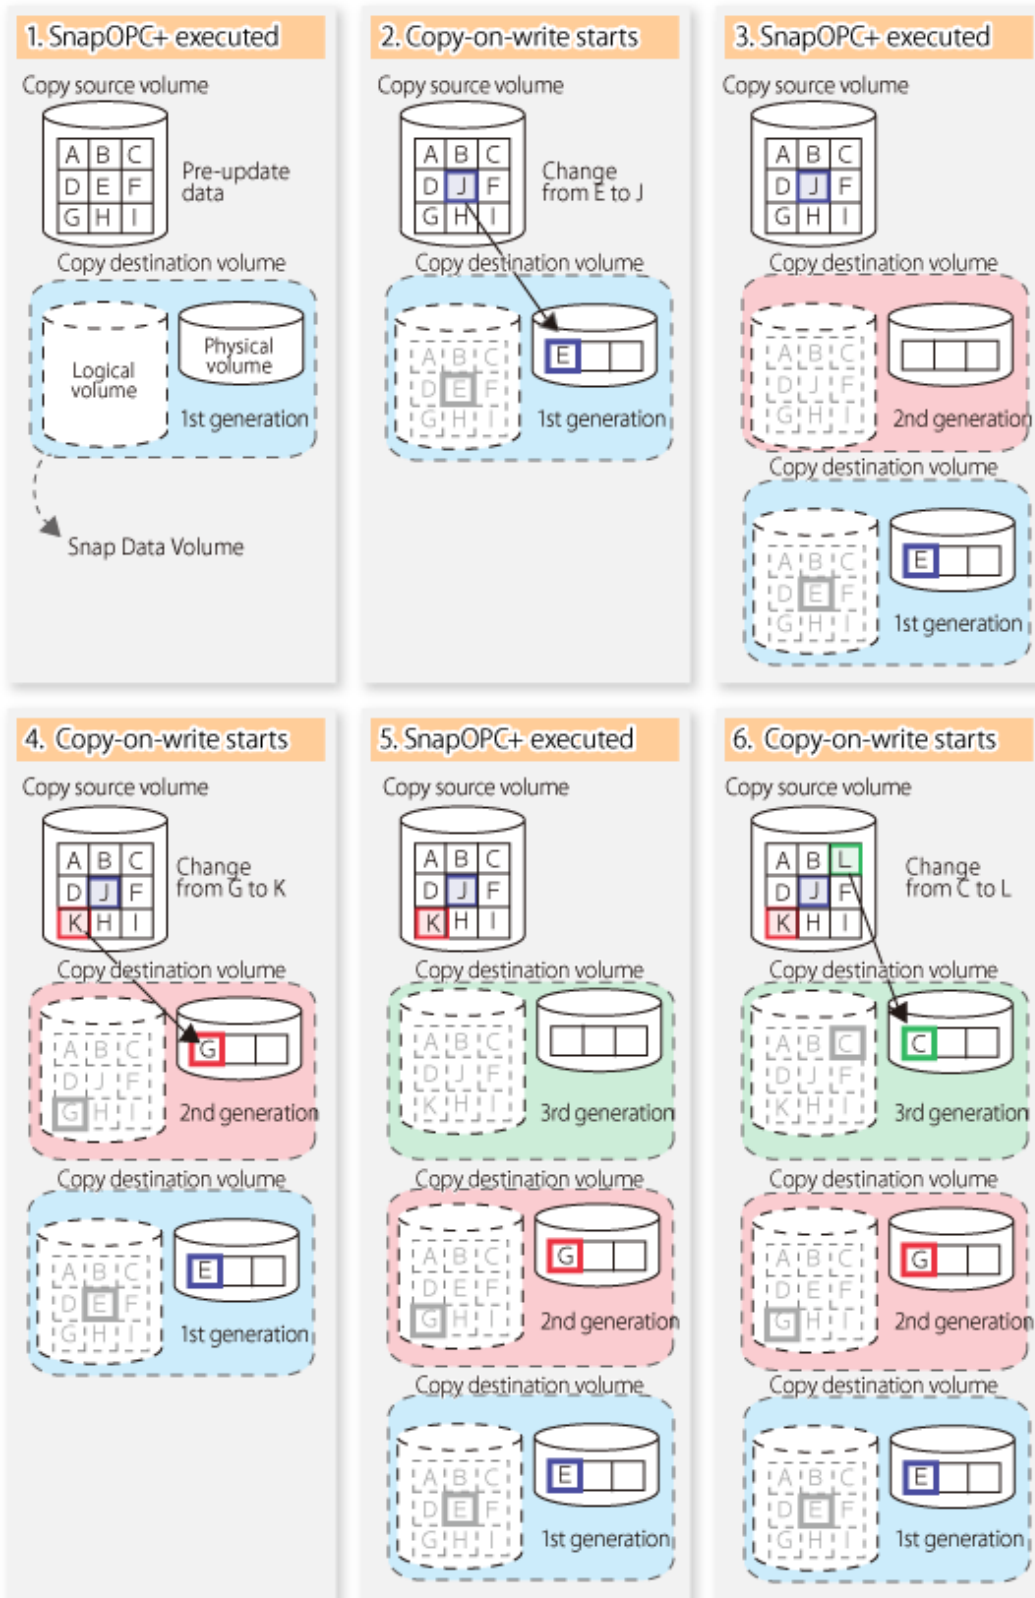 1. SnapOPC+ executed
Copy source volume
A B C
D E F
G H I
Pre-update
data
Copy destination volume
Logical
volume
Physical
volume
1st generation
Snap Data Volume
2. Copy-on-write starts
Copy source volume
A B C
D J F
G H I
Change
from E to J
Copy destination volume
A B C
D E F
G H I
E
1st generation
3. SnapOPC+ executed
Copy source volume
A B C
D J F
G H I
Copy destination volume
A B C
D J F
G H I
2nd generation
Copy destination volume
A B C
D E F
G H I
E
1st generation
4. Copy-on-write starts
Copy source volume
A B C
D J F
K H I
Change
from G to K
Copy destination volume
A B C
D J F
G H I
G
2nd generation
Copy destination volume
A B C
D E F
G H I
E
1st generation
5. SnapOPC+ executed
Copy source volume
A B C
D J F
K H I
Copy destination volume
A B C
D J F
K H I
3rd generation
Copy destination volume
A B C
D E F
G H I
G
2nd generation
Copy destination volume
A B C
D E F
G H I
E
1st generation
6. Copy-on-write starts
Copy source volume
A B L
D J F
K H I
Change
from C to L
Copy destination volume
A B C
D J F
K H I
C
3rd generation
Copy destination volume
A B C
D E F
G H I
G
2nd generation
Copy destination volume
A B C
D E F
G H I
E
1st generation